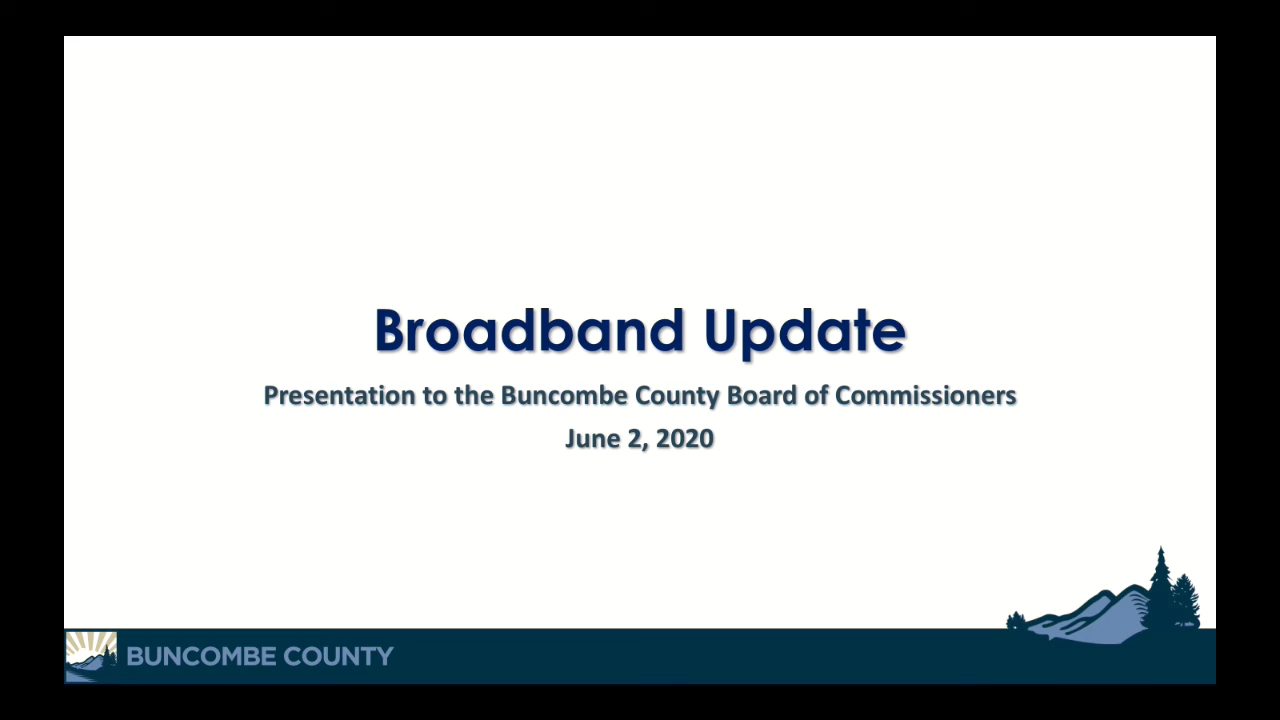 Broadband Update
Presentation to the Buncombe County Board of Commissioners
June 2, 2020
BUNCOMBE COUNTY